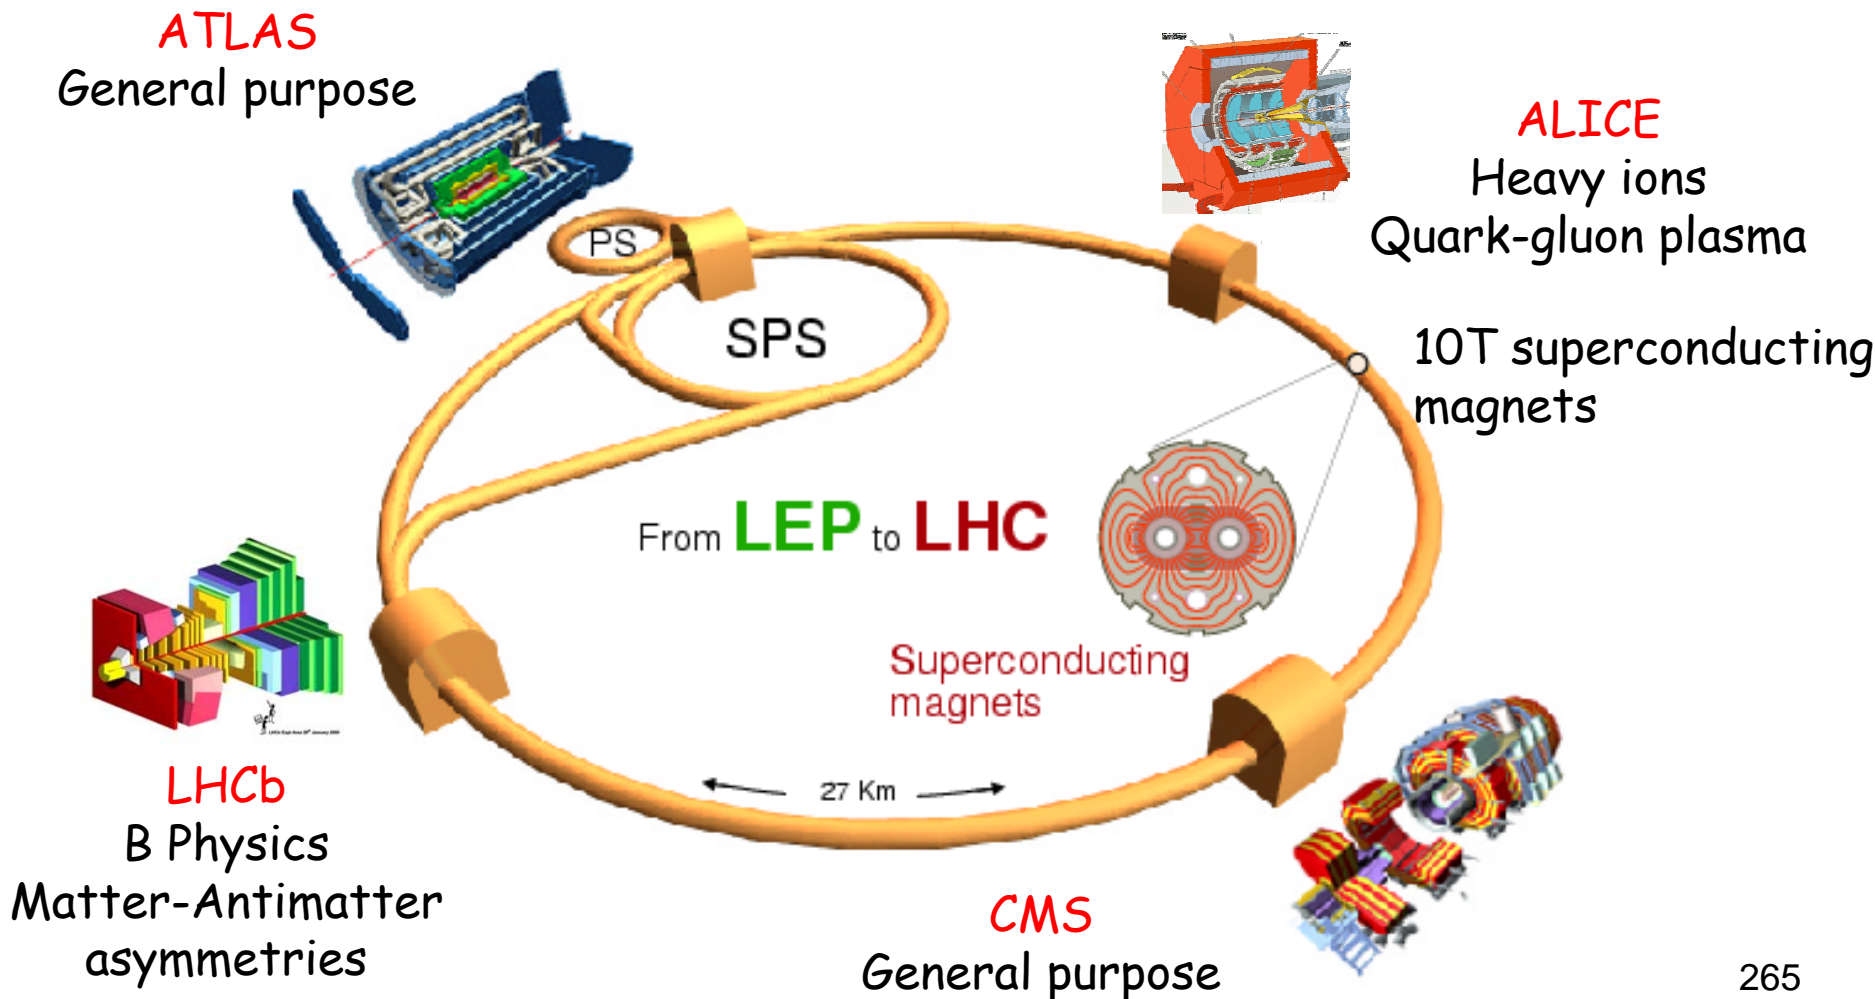 ATLAS
General purpose
ALICE
Heavy ions
Quark-gluon plasma
PS
SPS
10T superconducting
magnets
From LEP to LHC
Superconducting
magnets
27 Km
LHCb
B Physics
Matter-Antimatter
asymmetries
CMS
General purpose
265